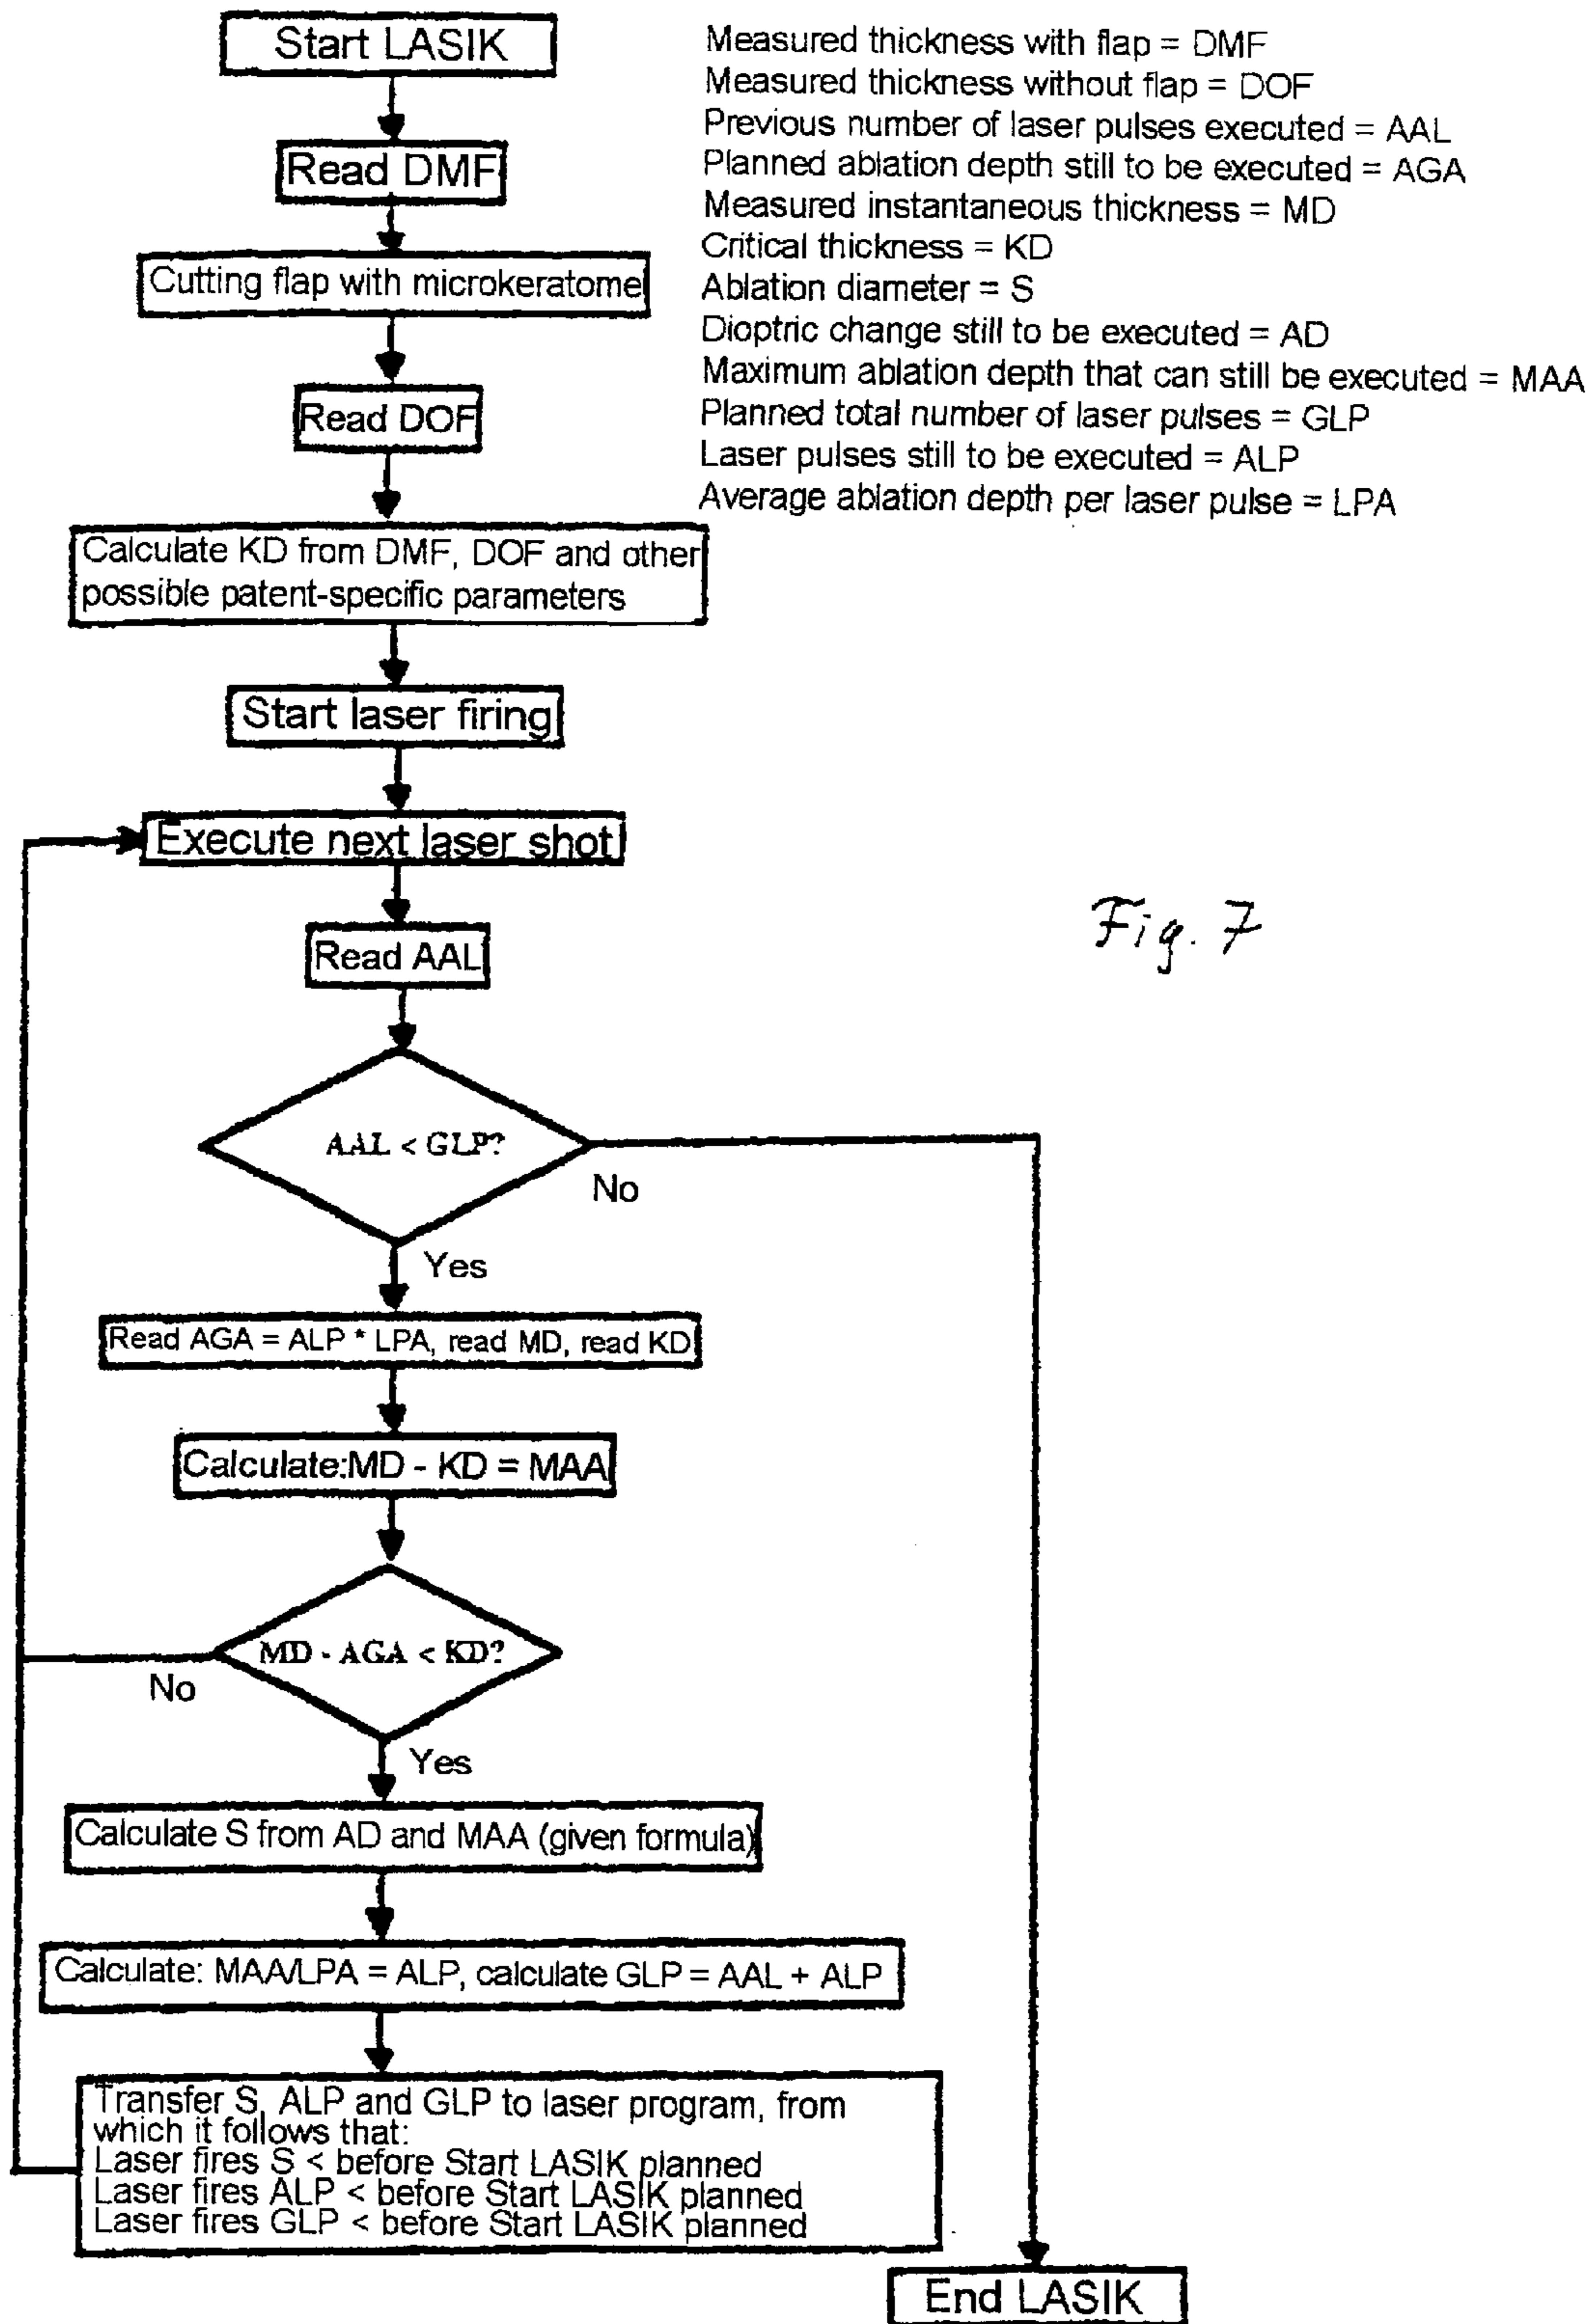 Start LASIK
Measured thickness with flap = DMF
Measured thickness without flap = DOF
Previous number of laser pulses executed = AAL
Planned ablation depth still to be executed = AGA
Measured instantaneous thickness = MD
Critical thickness = KD
Ablation diameter = S
Dioptric change still to be executed = AD
Maximum ablation depth that can still be executed = MAA
Planned total number of laser pulses = GLP
Laser pulses still to be executed = ALP
Average ablation depth per laser pulse = LPA
Read DMF
Cutting flap with microkeratome
Read DOF
Calculate KD from DMF, DOF and other
possible patent-specific parameters
Start laser firing
Execute next laser shot
Fig. 7
Read AAL
AAL < GLP?
No
Yes
Read AGA = ALP * LPA, read MD, read KD
Calculate:MD - KD = MAA
MD - AGA < KD?
No
Yes
Calculate S from AD and MAA (given formula)
Calculate: MAA/LPA = ALP, calculate GLP = AAL + ALP
Transfer S, ALP and GLP to laser program, from
which it follows that:
Laser fires S < before Start LASIK planned
Laser fires ALP < before Start LASIK planned
Laser fires GLP < before Start LASIK planned
End LASIK